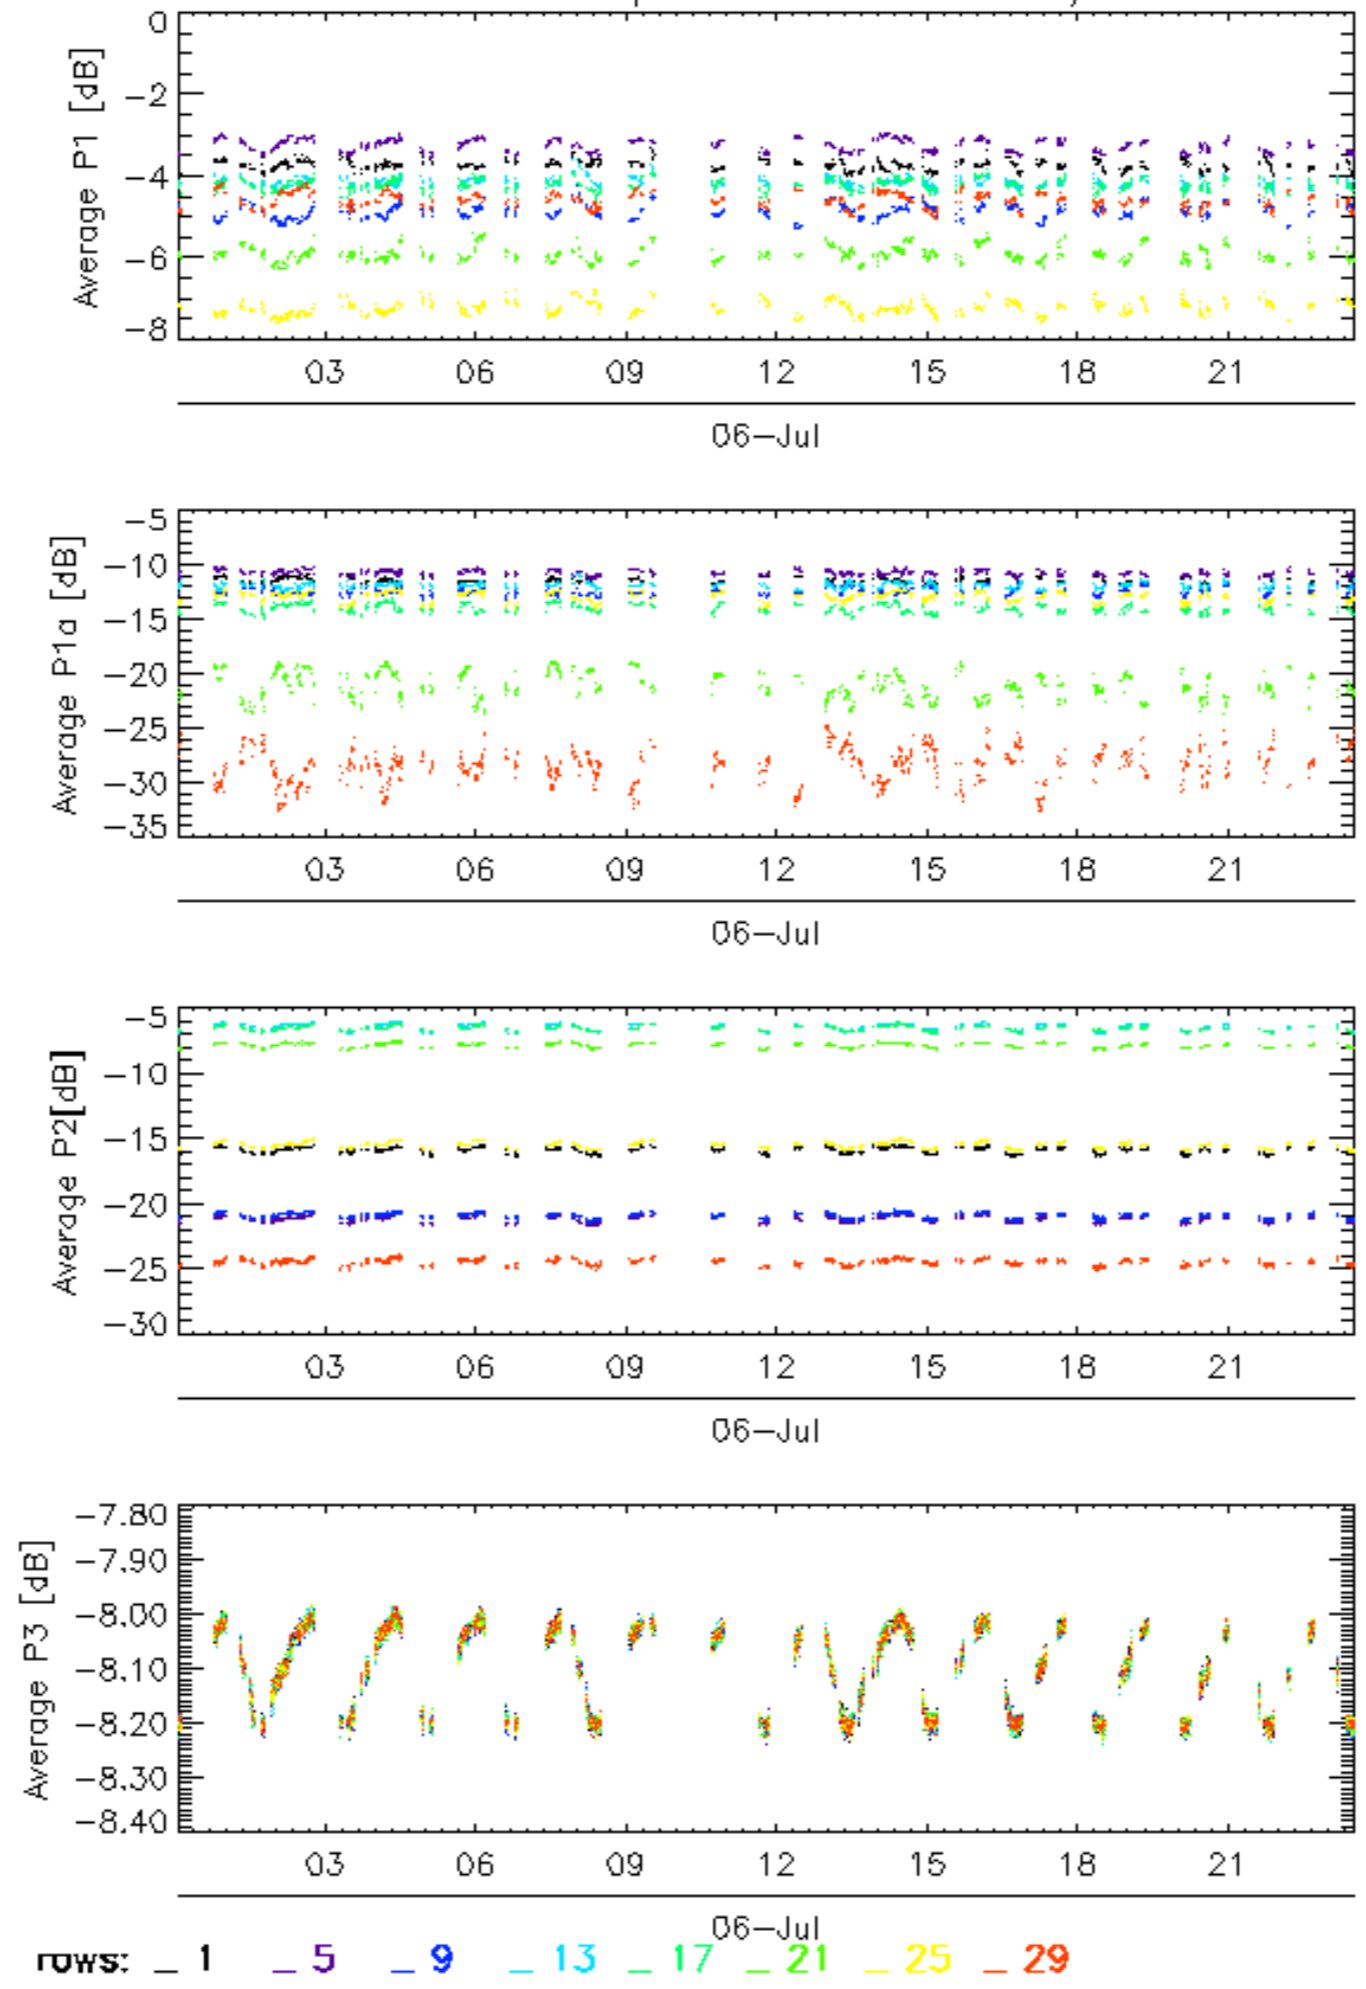 Average P1 [dB]
0
−2
−4
−6
−8
03 06 09 12 15 18 21
06−Jul
Average P1a [dB]
−5
−10
−15
−20
−25
−30
−35
03 06 09 12 15 18 21
06−Jul
Average P2[dB]
−5
−10
−15
−20
−25
−30
03 06 09 12 15 18 21
06−Jul
Average P3 [dB]
−7.80
−7.90
−8.00
−8.10
−8.20
−8.30
−8.40
03 06 09 12 15 18 21
06−Jul
rows: _ 1 _ 5 _ 9 _ 13 _ 17 _ 21 _ 25 _ 29